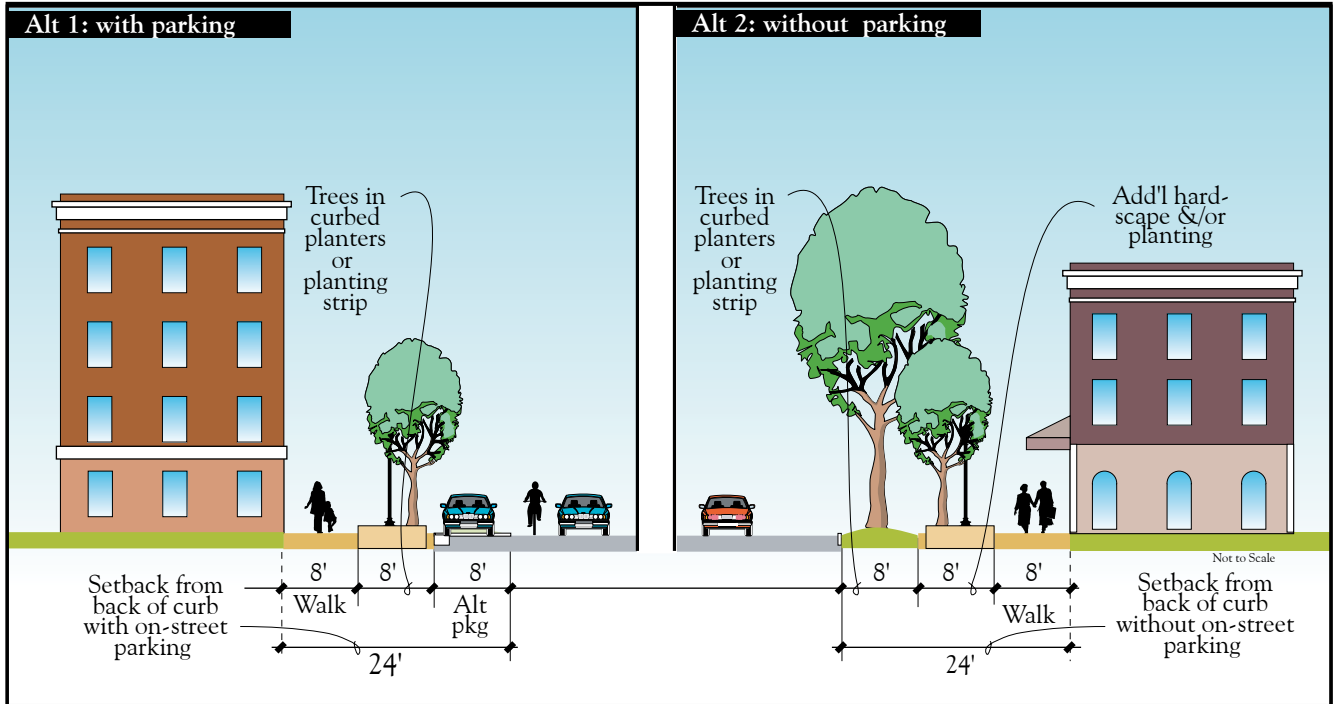 Alt 1: with parking
Trees in
curbed
planters
or
planting
strip
8'
8'
8'
Walk
Alt
pkg
Setback from
back of curb
with on-street
parking
24'
Alt 2: without parking
Trees in
curbed
planters
or
planting
strip
Add'l hard-
scape &/or
planting
Not to Scale
8'
8'
8'
Walk
Setback from
back of curb
without on-street
parking
24'